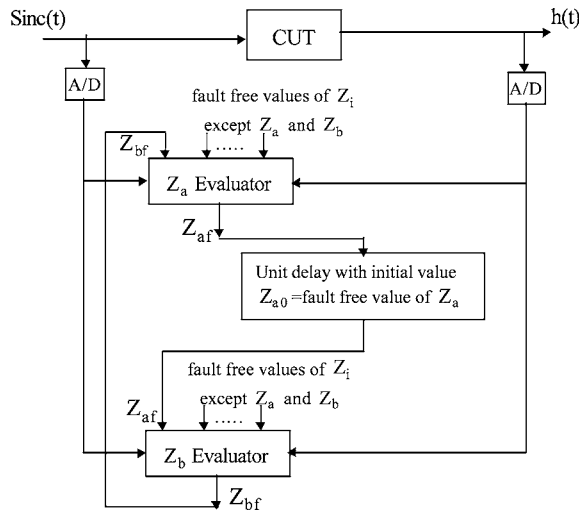 Sinc(t)
CUT
h(t)
A/D
A/D
fault free values of Z_i
except Z_a and Z_b
Z_bf
.....
Z_a Evaluator
Z_af
Unit delay with initial value
Z_a0 =fault free value of Z_a
fault free values of Z_i
except Z_a and Z_b
Z_af
.....
Z_b Evaluator
Z_bf